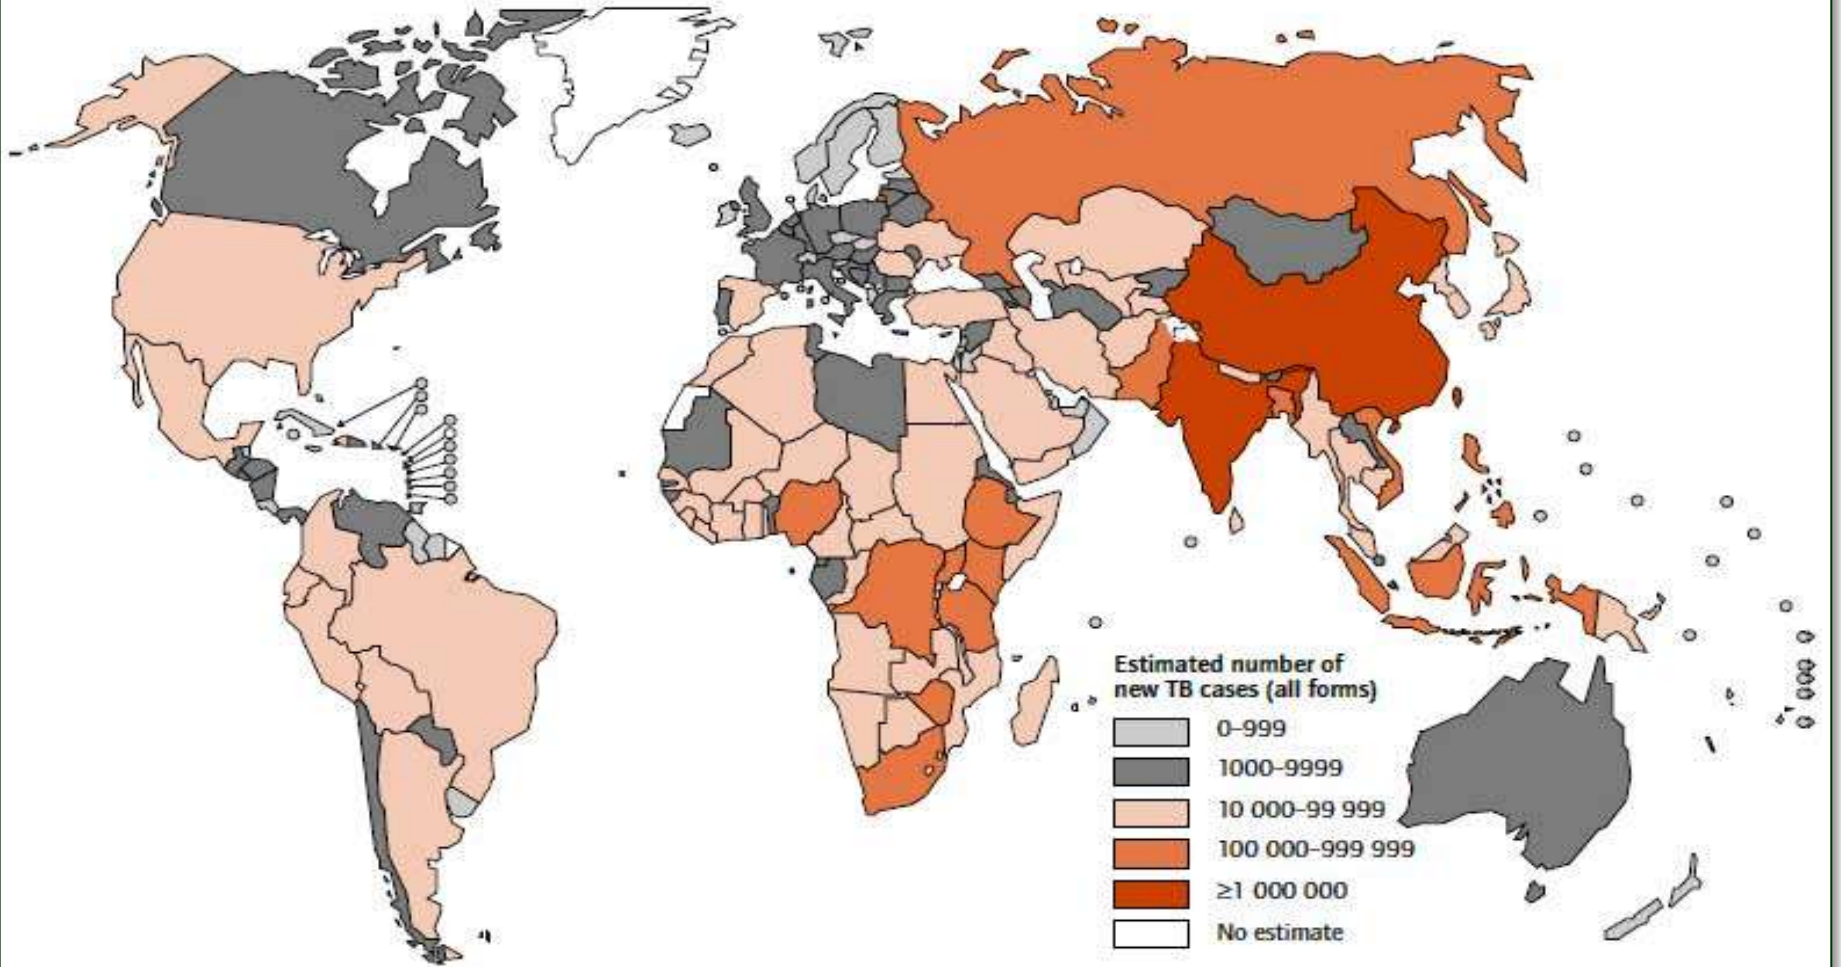 Estimated number of
new TB cases (all forms)
0–999
1000–9999
10 000–99 999
100 000–999 999
≥1 000 000
No estimate